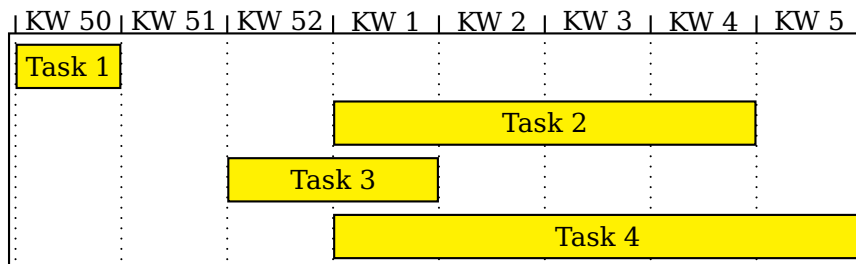 KW 50 KW 51 KW 52 KW 1 KW 2 KW 3 KW 4 KW 5
Task 1
Task 2
Task 3
Task 4